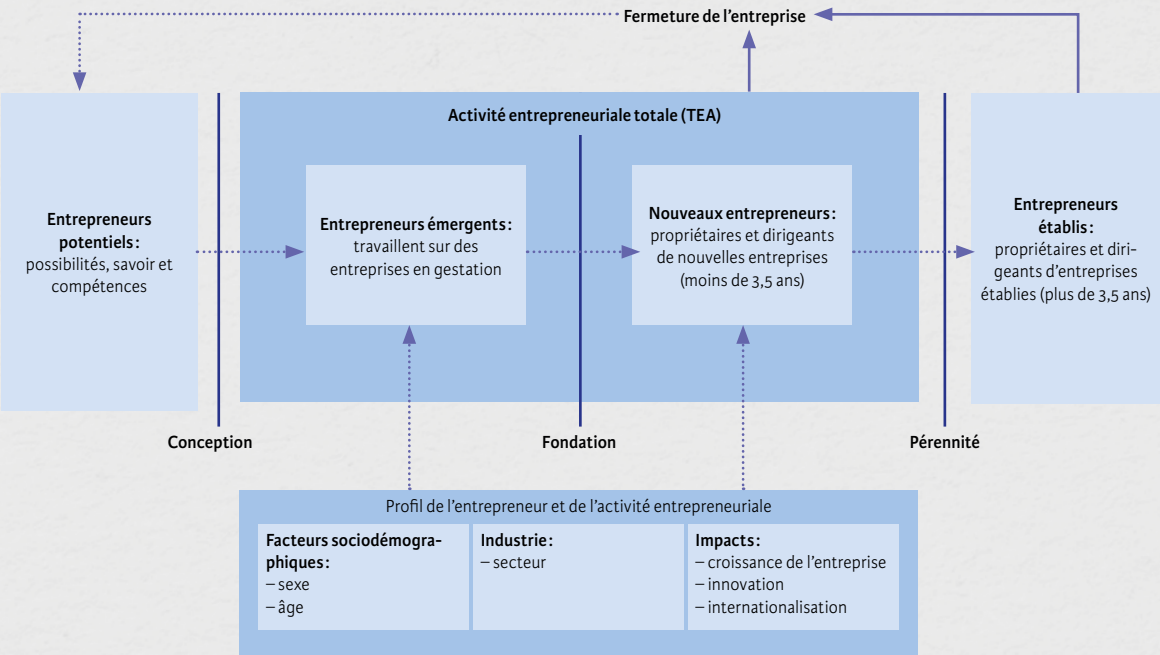 Fermeture de l’entreprise
Activité entrepreneuriale totale (TEA)
Entrepreneurs
potentiels :
possibilités, savoir et
compétences
Entrepreneurs émergents :
travaillent sur des
entreprises en gestation
Nouveaux entrepreneurs :
propriétaires et dirigeants
de nouvelles entreprises
(moins de 3,5 ans)
Entrepreneurs
établis :
propriétaires et diri-
geants d’entreprises
établies (plus de 3,5 ans)
Conception
Fondation
Pérennité
Profil de l’entrepreneur et de l’activité entrepreneuriale
Facteurs sociodémogra-
phiques :
– sexe
– âge
Industrie :
– secteur
Impacts :
– croissance de l’entreprise
– innovation
– internationalisation